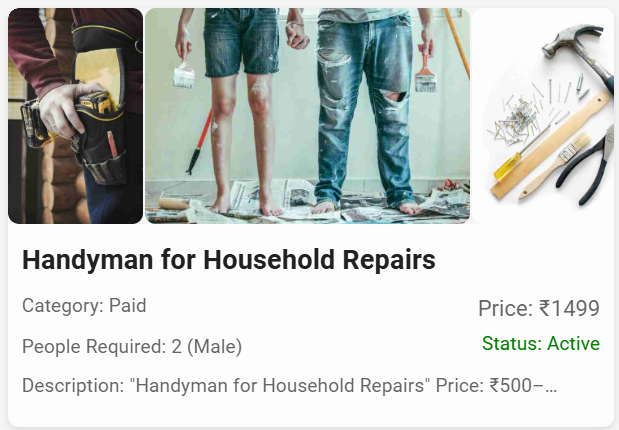 Handyman for Household Repairs
Category: Paid
Price: ₹1499
People Required: 2 (Male)
Status: Active
Description: "Handyman for Household Repairs" Price: ₹500–...